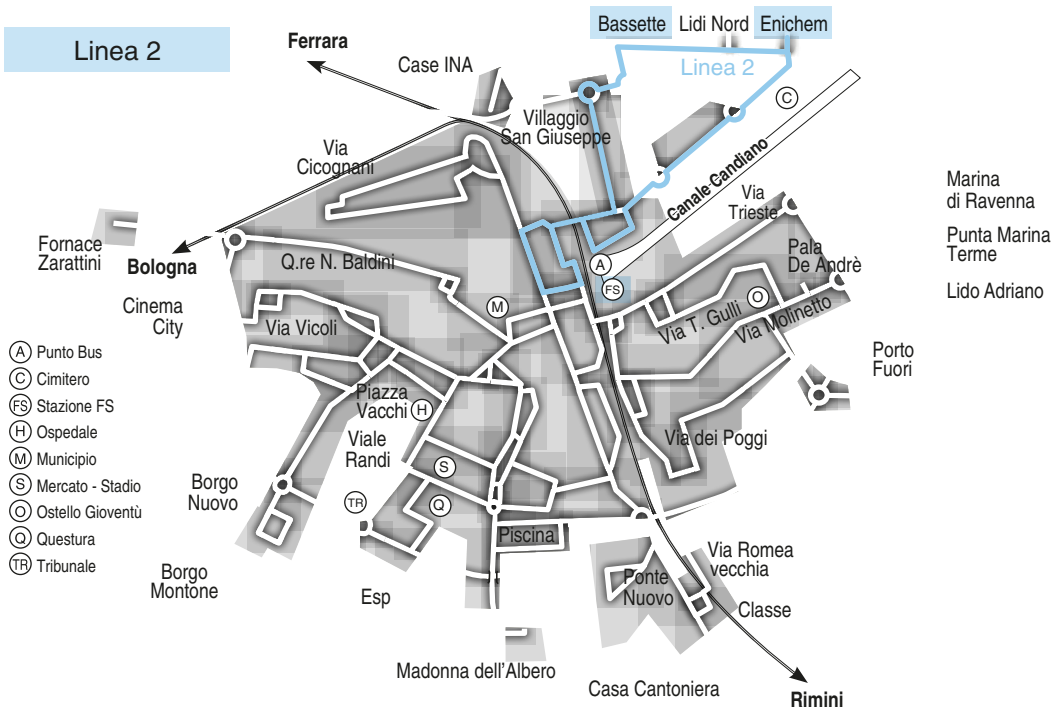 Linea 2
Ferrara
Case INA
Bassette
Lidi Nord
Enichem
Linea 2
C
Villaggio
San Giuseppe
Via
Cicognani
Canale Candiano
Via
Trieste
Marina
di Ravenna
Punta Marina
Terme
Lido Adriano
Fornace
Zarattini
Bologna
Q.re N. Baldini
A
FS
Pala
De Andrè
M
O
Via T. Gulli
Via Molinetto
Cinema
City
Via Vicoli
Porto
Fuori
A Punto Bus
C Cimitero
FS Stazione FS
H Ospedale
M Municipio
S Mercato - Stadio
O Ostello Gioventù
Q Questura
TR Tribunale
Piazza
Vacchi
H
Viale
Randi
Via dei Poggi
S
Borgo
Nuovo
TR
Q
Piscina
Via Romea
vecchia
Borgo
Montone
Esp
Ponte
Nuovo
Classe
Madonna dell'Albero
Casa Cantoniera
Rimini